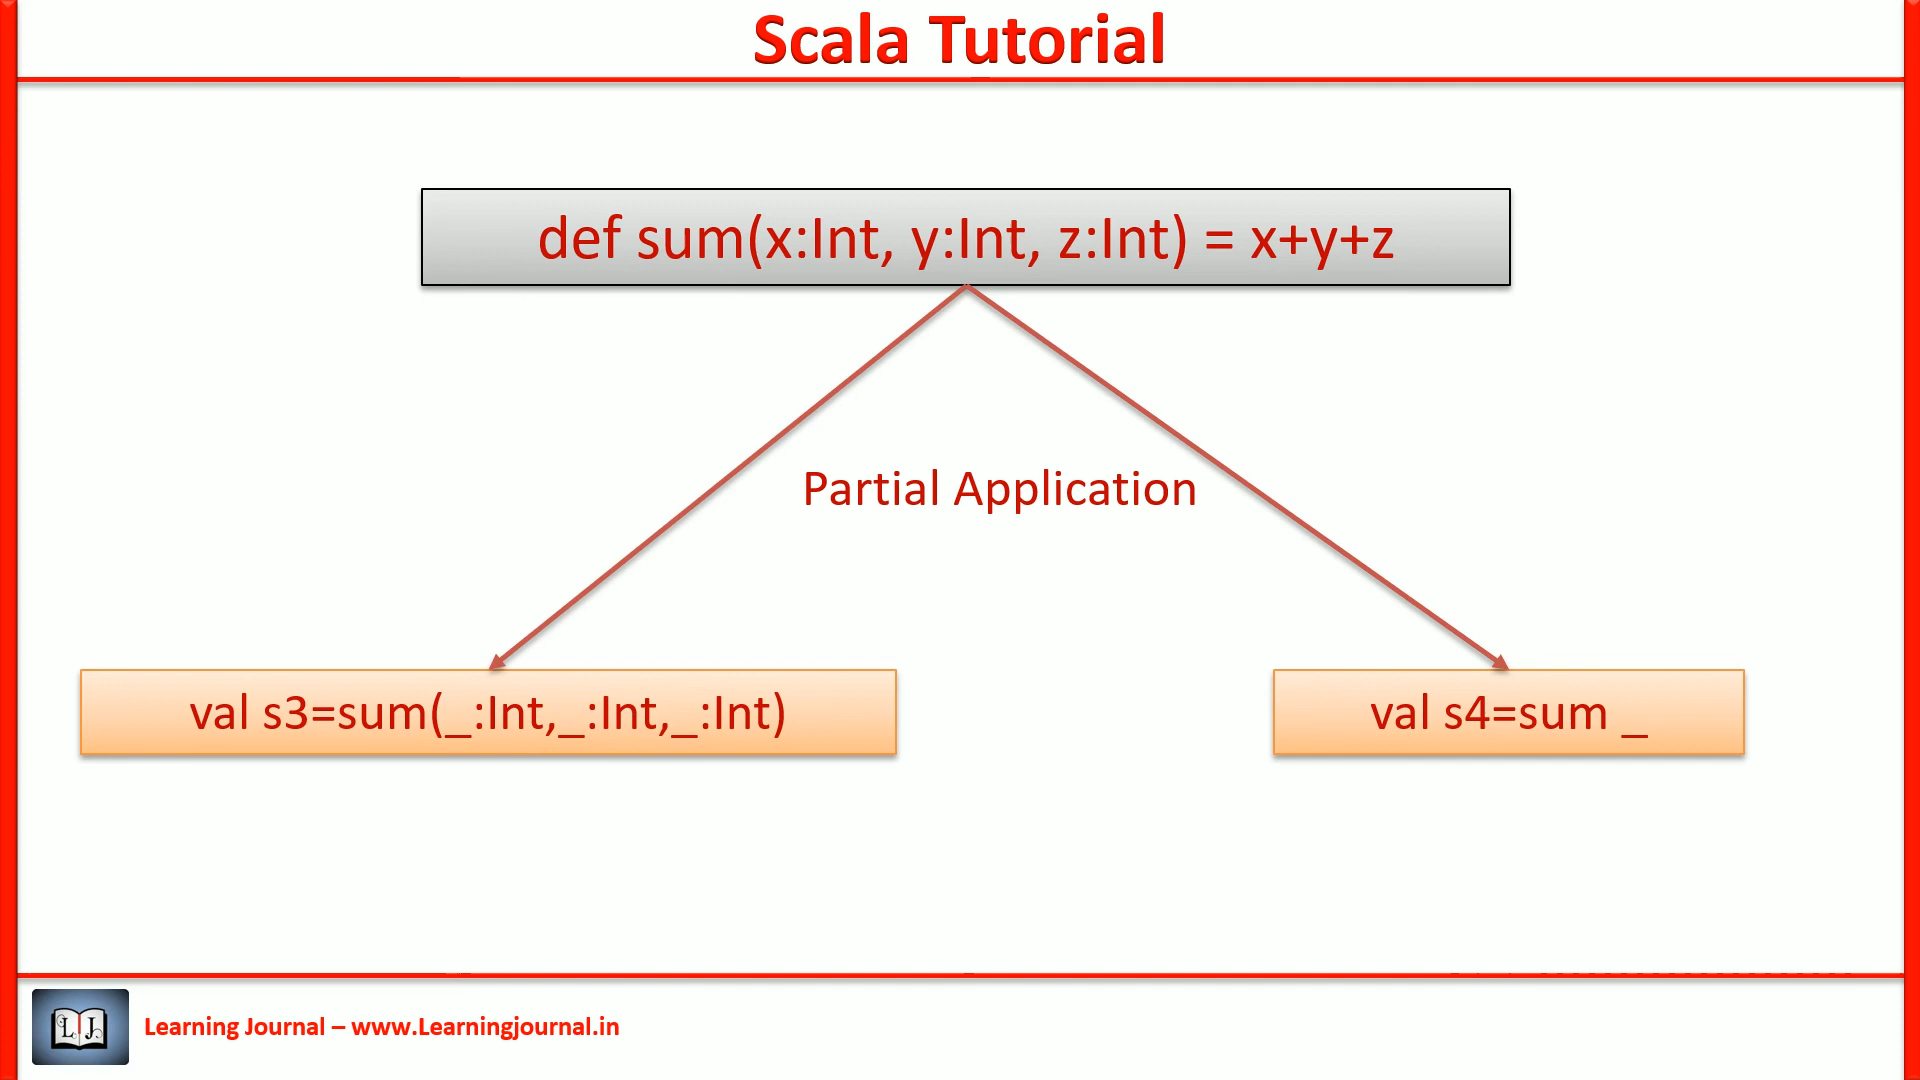 Scala Tutorial
def sum(x:Int, y:Int, z:Int) = x+y+z
Partial Application
val s3=sum(_:Int,_:Int,_:Int)
val s4=sum _
LJ
Learning Journal – www.Learningjournal.in